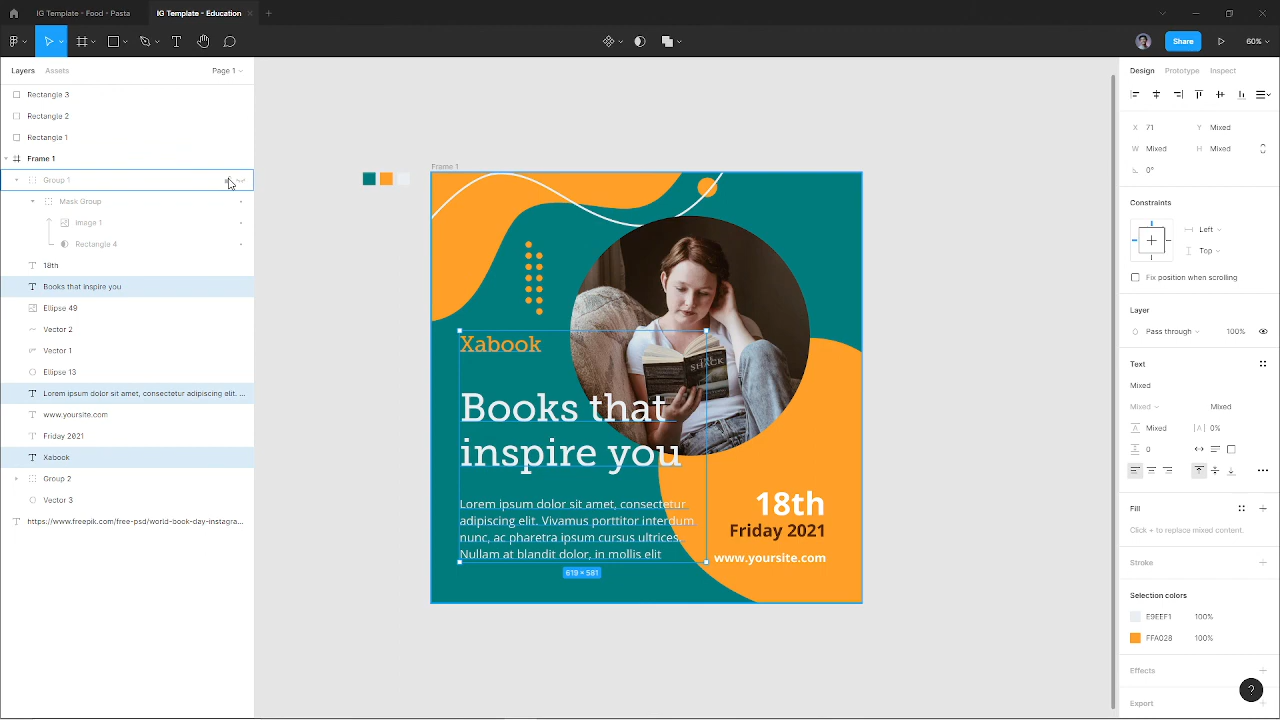 IG Template - Pastor
IG Template - Education
Share
60%
Layers
Assets
Page 1
Rectangle 3
Rectangle 2
Rectangle 1
Frame 1
Group 1
Mask Group
Image 1
Rectangle 4
18th
Books that inspire you
Ellipse 49
Vector 2
Vector 1
Ellipse 13
Lorem ipsum dolor sit amet, consectetur adipiscing elit. ...
www.yoursite.com
Friday 2021
Xabook
Group 2
Vector 3
https://www.freepik.com/free-psd/world-book-day-instagra...
Frame 1
Xabook
Books that
inspire you
Lorem ipsum dolor sit amet, consectetur
adipiscing elit. Vivamus porttitor interdum
nunc, ac pharetra ipsum cursus ultrices.
Nullam at blandit dolor, in mollis elit
SHACK
18th
Friday 2021
www.yoursite.com
619 × 581
Design
Prototype
Inspect
X 71
Y Mixed
W Mixed
H Mixed
0°
Mixed
Constraints
Left
Top
Fix position when scrolling
Layer
Pass through
100%
Text
Mixed
Mixed
Mixed
Mixed
0%
0
Fill
Click + to replace mixed content.
Stroke
Selection colors
E9EEF1 100%
FFA028 100%
Effects
Export
?